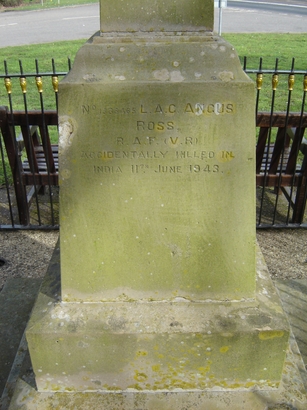 L.A.C. ANGUS
ROSS.
R.A.F. (V.R)
ACCIDENTALLY KILLED IN
INDIA 11TH JUNE 1943.